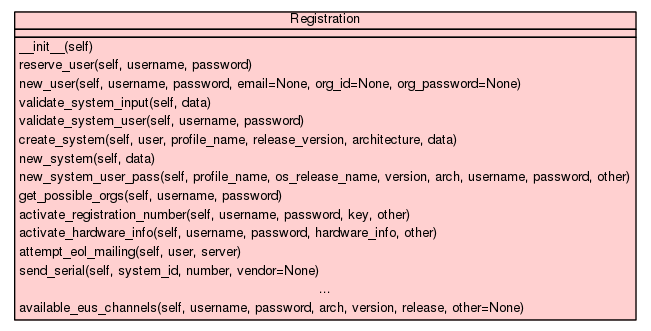 Registration
__init__(self)
reserve_user(self, username, password)
new_user(self, username, password, email=None, org_id=None, org_password=None)
validate_system_input(self, data)
validate_system_user(self, username, password)
create_system(self, user, profile_name, release_version, architecture, data)
new_system(self, data)
new_system_user_pass(self, profile_name, os_release_name, version, arch, username, password, other)
get_possible_orgs(self, username, password)
activate_registration_number(self, username, password, key, other)
activate_hardware_info(self, username, password, hardware_info, other)
attempt_eol_mailing(self, user, server)
send_serial(self, system_id, number, vendor=None)
...
available_eus_channels(self, username, password, arch, version, release, other=None)